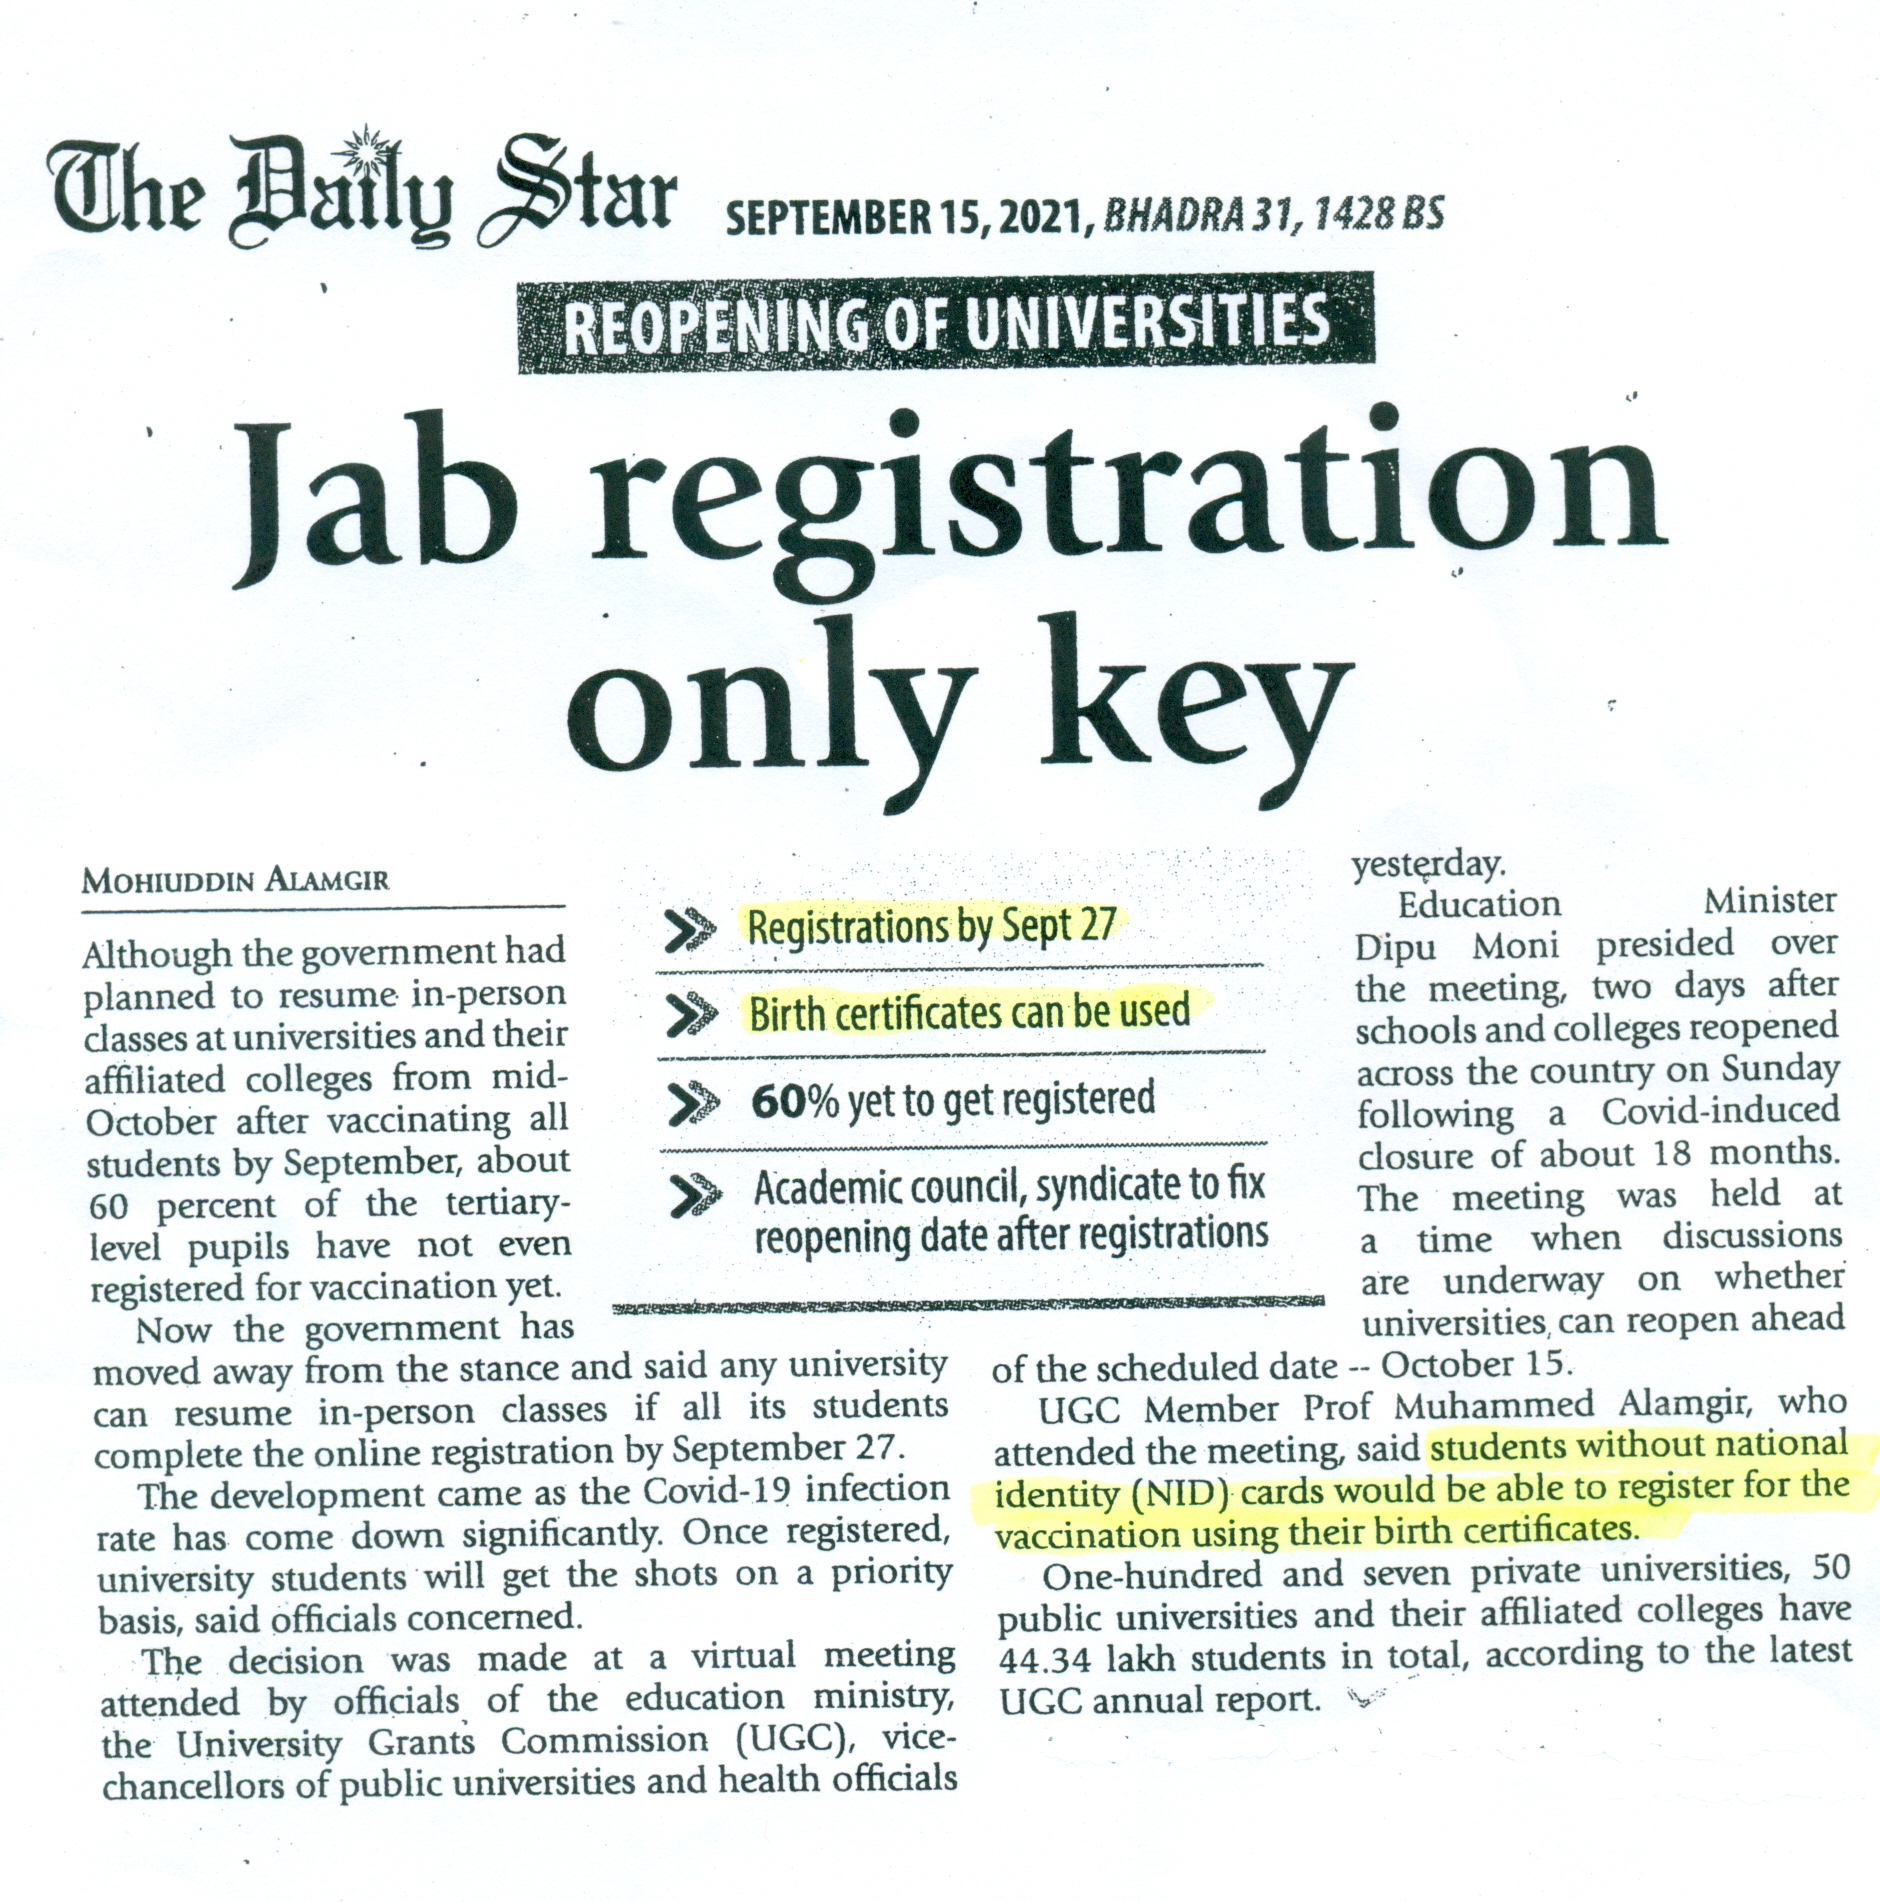 The Daily Star SEPTEMBER 15, 2021, BHADRA 31, 1428 BS
REOPENING OF UNIVERSITIES
Jab registration
only key
MOHIUDDIN ALAMGIR
Although the government had
planned to resume in-person
classes at universities and their
affiliated colleges from mid-
October after vaccinating all
students by September, about
60 percent of the tertiary-
level pupils have not even
registered for vaccination yet.
Now the government has
moved away from the stance and said any university
can resume in-person classes if all its students
complete the online registration by September 27.
The development came as the Covid-19 infection
rate has come down significantly. Once registered,
university students will get the shots on a priority
basis, said officials concerned.
The decision was made at a virtual meeting
attended by officials of the education ministry,
the University Grants Commission (UGC), vice-
chancellors of public universities and health officials
Registrations by Sept 27
Birth certificates can be used
60% yet to get registered
Academic council, syndicate to fix
reopening date after registrations
yesterday.
Education Minister
Dipu Moni presided over
the meeting, two days after
schools and colleges reopened
across the country on Sunday
following a Covid-induced
closure of about 18 months.
The meeting was held at
a time when discussions
are underway on whether
universities can reopen ahead
of the scheduled date -- October 15.
UGC Member Prof Muhammed Alamgir, who
attended the meeting, said students without national
identity (NID) cards would be able to register for the
vaccination using their birth certificates.
One-hundred and seven private universities, 50
public universities and their affiliated colleges have
44.34 lakh students in total, according to the latest
UGC annual report.